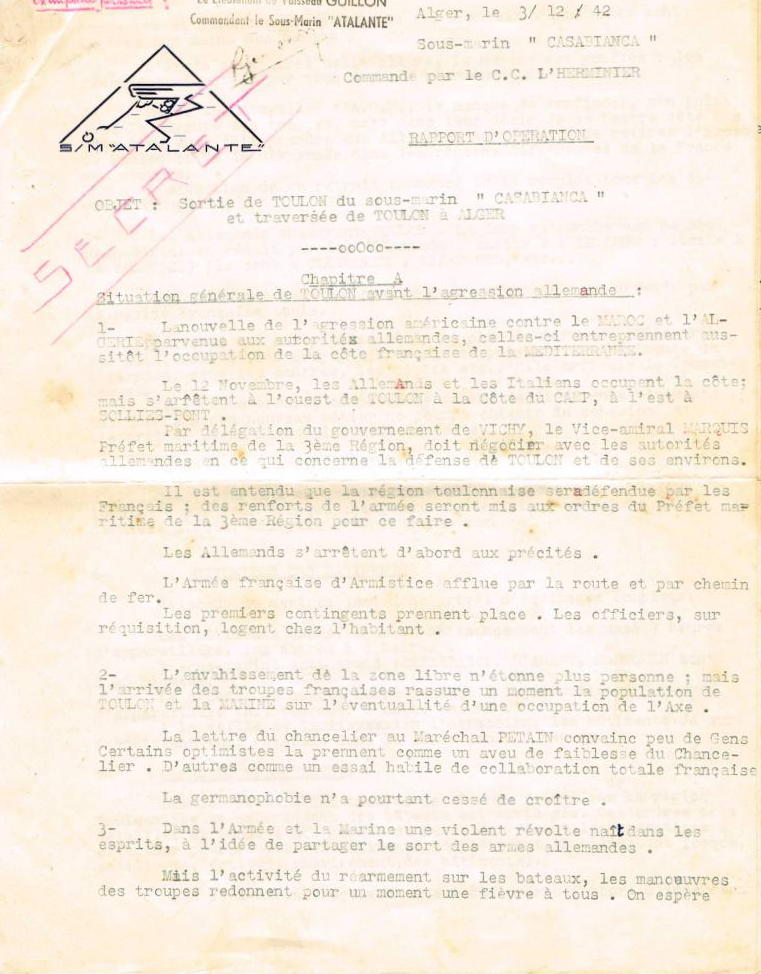 exemplaire personnel
Le Lieutenant de Vaisseau GUILLON
Commandant le Sous-Marin "ATALANTE"
Alger, le 3/ 12 / 42
Sous-marin " CASABIANCA "
Commandé par le C.C. L'HERMINIER
S/M "ATALANTE"
SECRET
RAPPORT D'OPERATION
OBJET : Sortie de TOULON du sous-marin " CASABIANCA "
et traversée de TOULON à ALGER
----ooOoo----
Chapitre A
Situation générale de TOULON avant l'agression allemande :
1- Lanouvelle de l'agression américaine contre le MAROC et l'AL-
GERIE parvenue aux autorités allemandes, celles-ci entreprennent aus-
sitôt l'occupation de la côte française de la MEDITERRANEE.
Le 12 Novembre, les Allemands et les Italiens occupent la côte;
mais s'arrêtent à l'ouest de TOULON à la Côte du CAMP, à l'est à
SOLLIES-PONT .
Par délégation du gouvernement de VICHY, le Vice-amiral MARQUIS
Préfet maritime de la 3ème Région, doit négocier avec les autorités
allemandes en ce qui concerne la défense de TOULON et de ses environs.
Il est entendu que la région toulonnaise seradéfendue par les
Français ; des renforts de l'armée seront mis aux ordres du Préfet ma-
ritime de la 3ème Région pour ce faire .
Les Allemands s'arrêtent d'abord aux précités .
L'Armée française d'Armistice afflue par la route et par chemin
de fer.
Les premiers contingents prennent place . Les officiers, sur
réquisition, logent chez l'habitant .
2- L'envahissement de la zone libre n'étonne plus personne ; mais
l'arrivée des troupes françaises rassure un moment la population de
TOULON et la MARINE sur l'éventuallité d'une occupation de l'Axe .
La lettre du chancelier au Maréchal PETAIN convainc peu de Gens
Certains optimistes la prennent comme un aveu de faiblesse du Chance-
lier . D'autres comme un essai habile de collaboration totale française
La germanophobie n'a pourtant cessé de croître .
3- Dans l'Armée et la Marine une violent révolte naît dans les
esprits, à l'idée de partager le sort des armes allemandes .
Mais l'activité du réarmement sur les bateaux, les manoeuvres
des troupes redonnent pour un moment une fièvre à tous . On espère